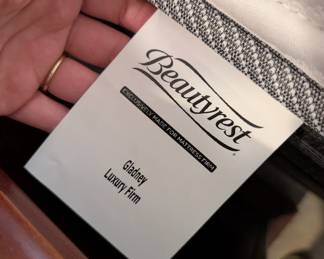 Beautyrest
EXCLUSIVELY MADE FOR MATTRESS FIRM
Gladney
Luxury Firm